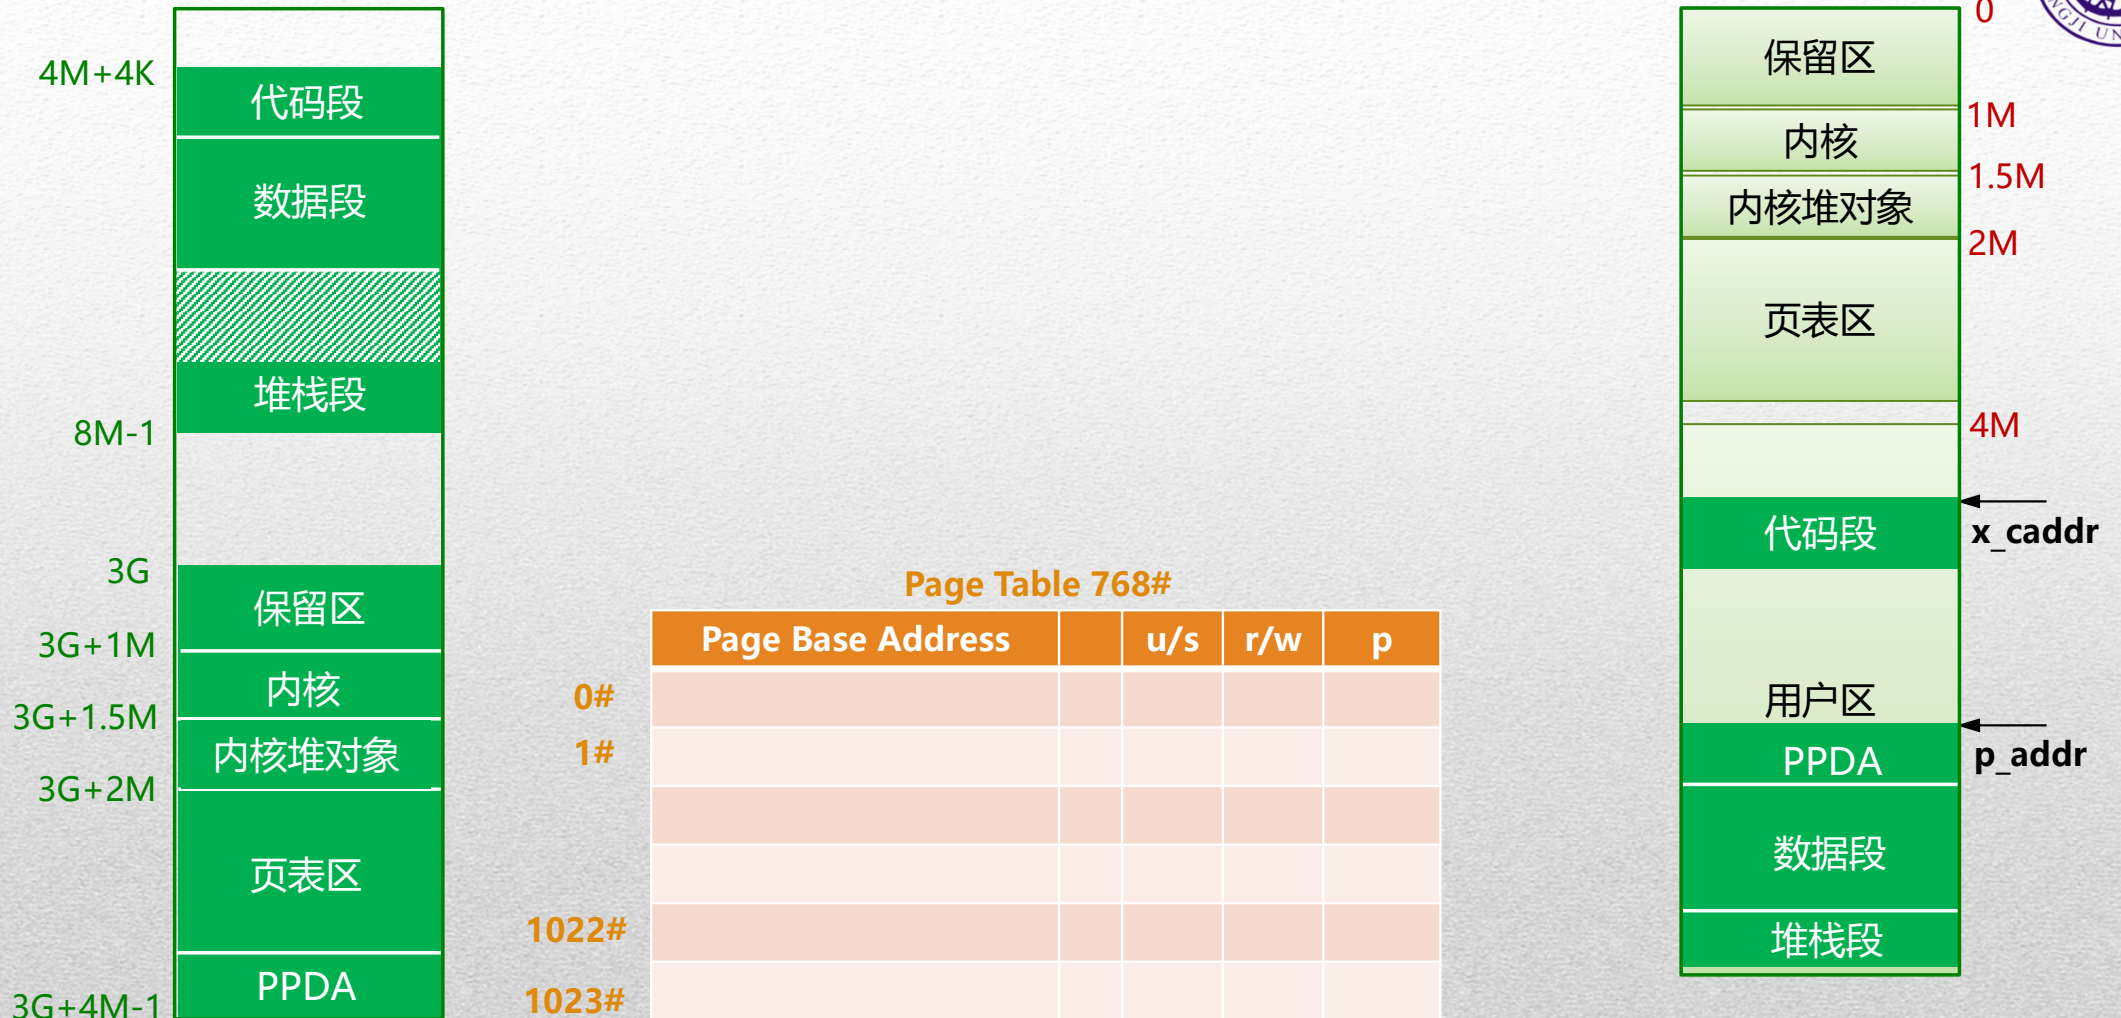 4M+4K
代码段
数据段
堆栈段
8M-1
3G
保留区
3G+1M
内核
3G+1.5M
内核堆对象
3G+2M
页表区
PPDA
3G+4M-1
Page Table 768#
Page Base Address u/s r/w p
0#
1#
1022#
1023#
0
保留区
1M
内核
1.5M
内核堆对象
2M
页表区
4M
代码段
x_caddr
用户区
PPDA
p_addr
数据段
堆栈段